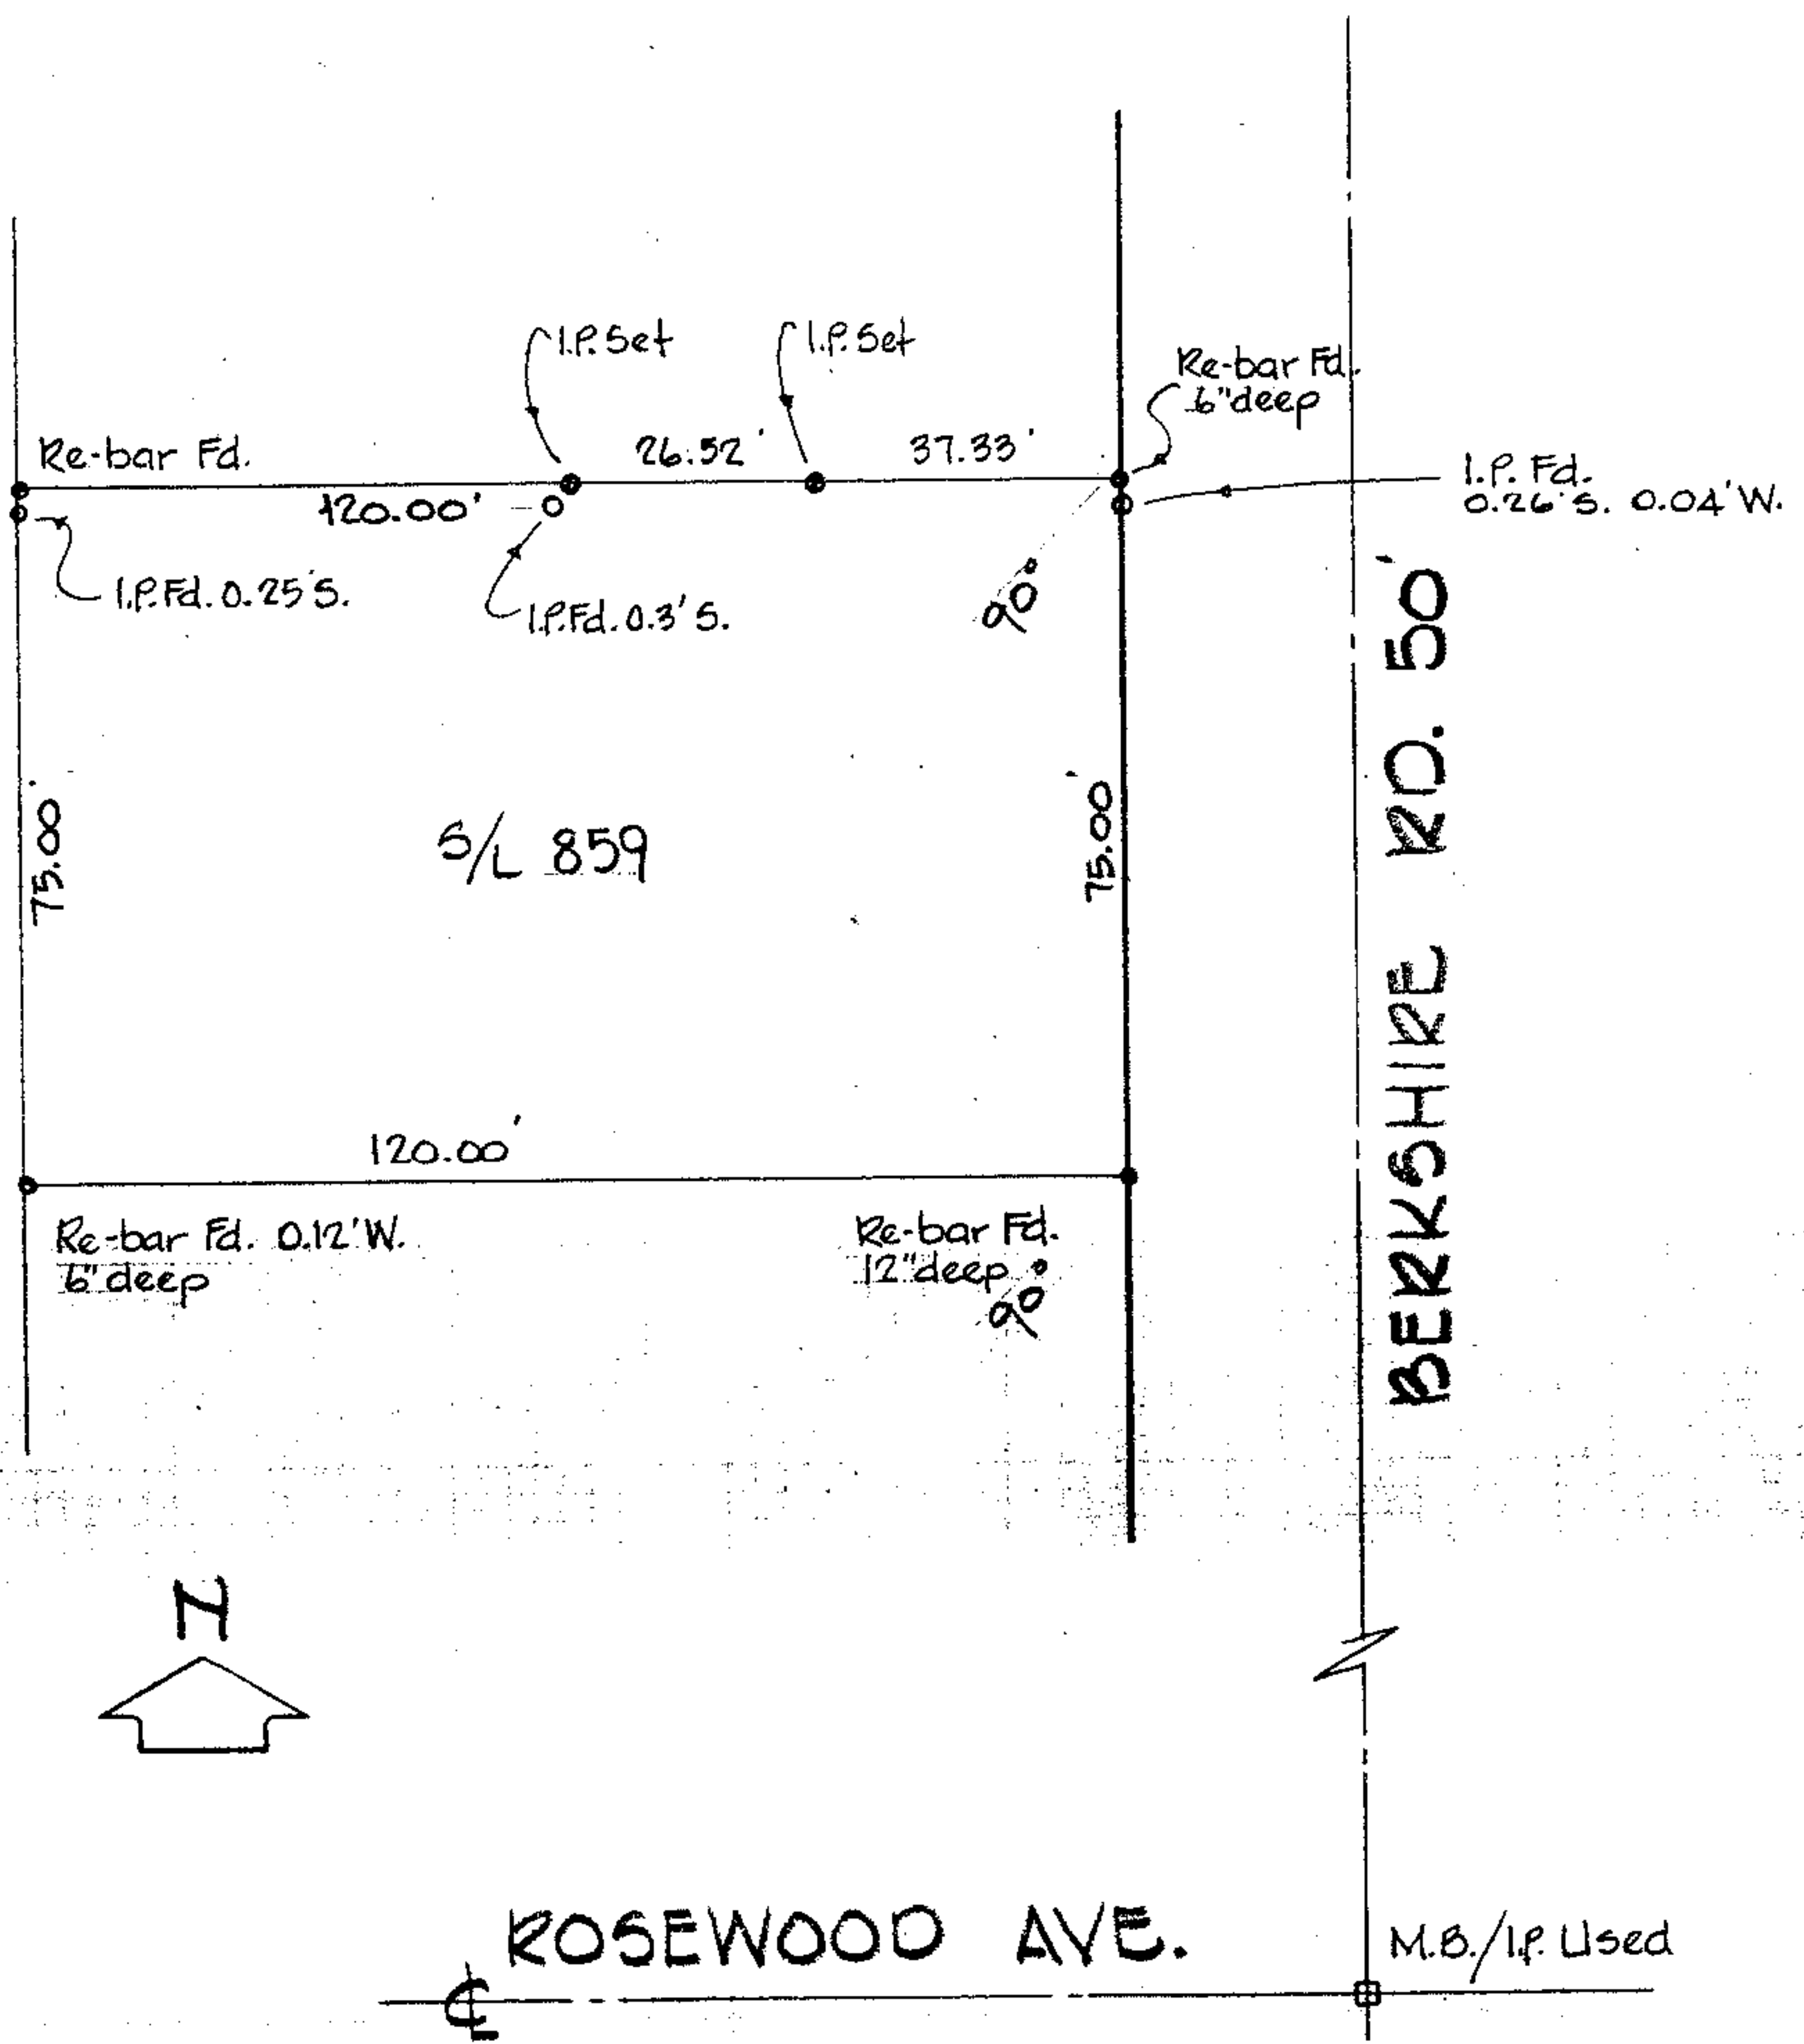 I.P. Set
I.P. Set
Re-bar Fd.
6" deep
Re-bar Fd.
26.52'
37.33'
I.P. Fd.
0.26'S. 0.04'W.
120.00'
I.P. Fd. 0.25'S.
I.P. Fd. 0.3'S.
90°
75.00'
S/L 859
75.00'
BERKSHIRE RD. 50'
120.00'
Re-bar Fd. 0.12'W.
6" deep
Re-bar Fd.
12" deep
90°
N
ROSEWOOD AVE.
M.B./I.P. Used
℄